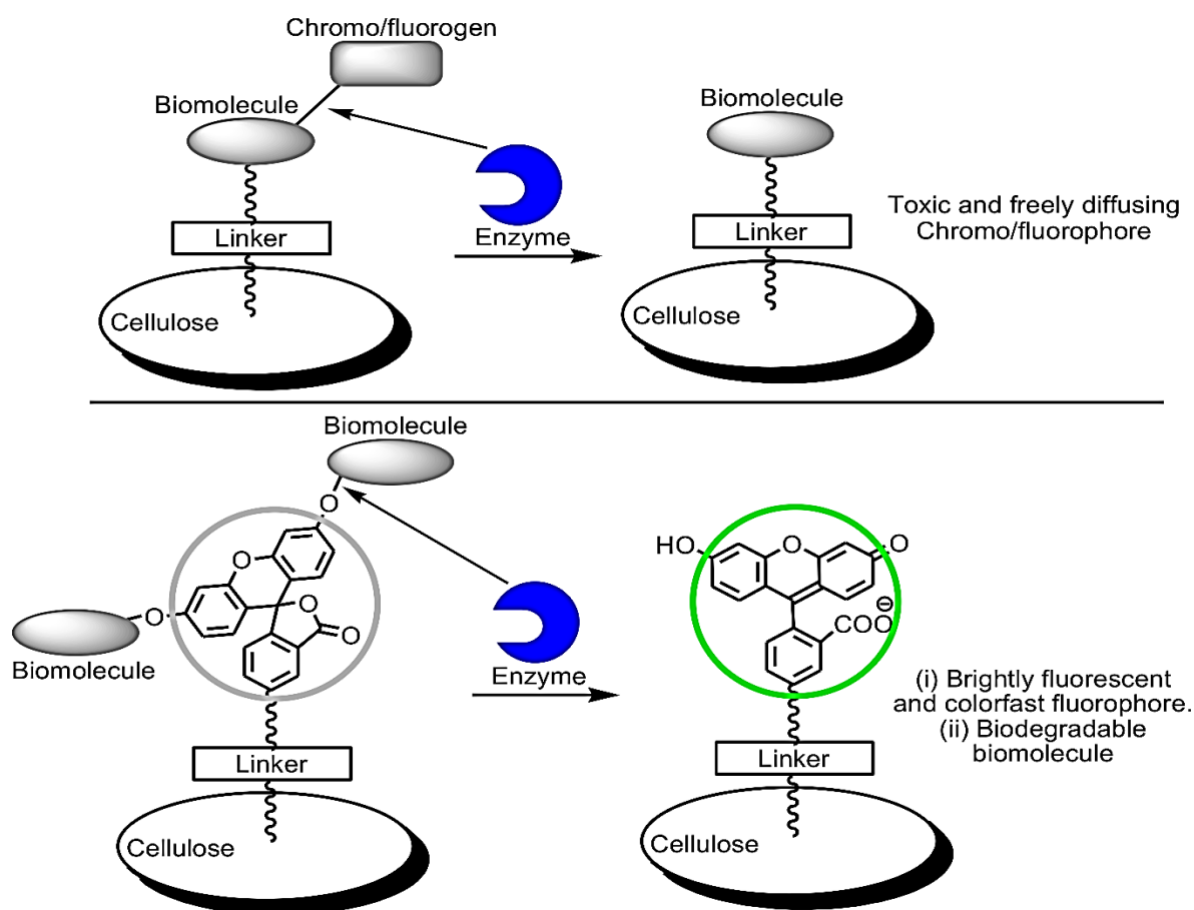 Chromo/fluorogen
Biomolecule
Enzyme
Linker
Cellulose
Biomolecule
Linker
Cellulose
Toxic and freely diffusing
Chromo/fluorophore
Biomolecule
O
O
O
O
O
Biomolecule
Enzyme
Linker
Cellulose
HO
O
O
COO
⊖
Linker
Cellulose
(i) Brightly fluorescent
and colorfast fluorophore.
(ii) Biodegradable
biomolecule